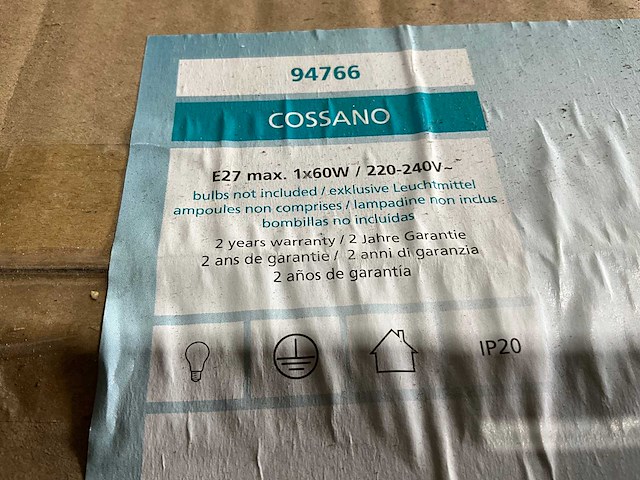 94766
COSSANO
E27 max. 1x60W / 220-240V~
bulbs not included / exklusive Leuchtmittel
ampoules non comprises / lampadine non inclus
bombillas no incluidas
2 years warranty / 2 Jahre Garantie
2 ans de garantie / 2 anni di garanzia
2 años de garantía
IP20